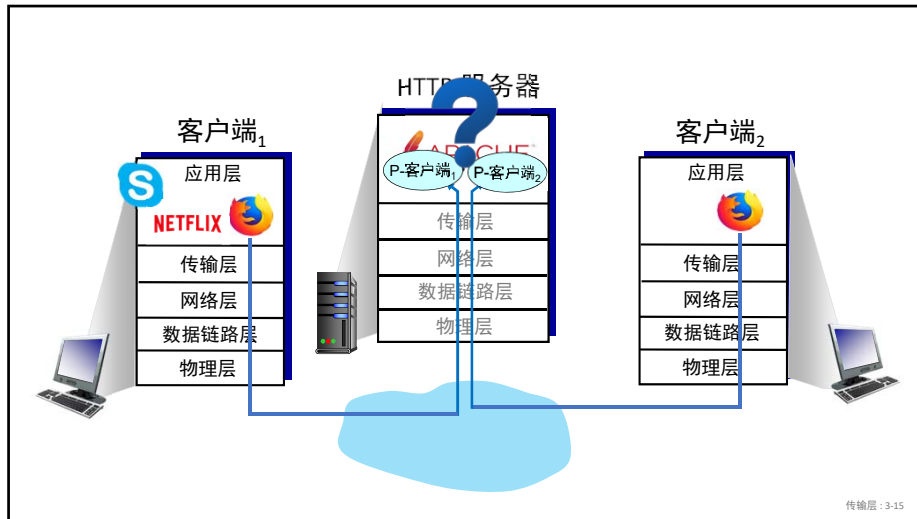 HTTP 服务器
客户端1
客户端2
S
应用层
NETFLIX
传输层
网络层
数据链路层
物理层
APACHE
P-客户端1
P-客户端2
?
传输层
网络层
数据链路层
物理层
应用层
传输层
网络层
数据链路层
物理层
传输层: 3-15